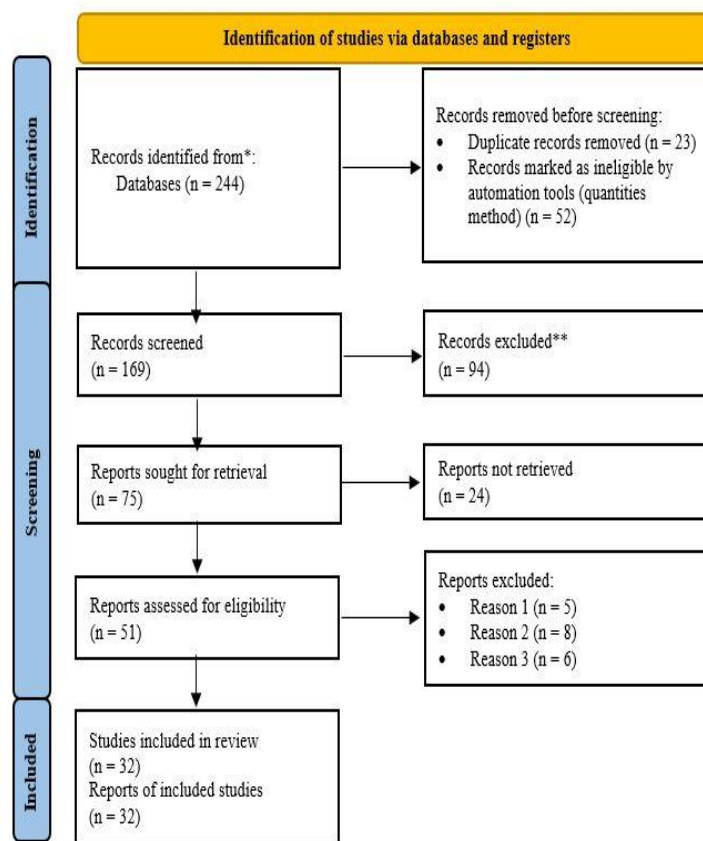 Identification of studies via databases and registers
Identification
Records identified from*:
Databases (n = 244)
Records removed before screening:
• Duplicate records removed (n = 23)
• Records marked as ineligible by
automation tools (quantities
method) (n = 52)
Screening
Records screened
(n = 169)
Records excluded**
(n = 94)
Reports sought for retrieval
(n = 75)
Reports not retrieved
(n = 24)
Reports assessed for eligibility
(n = 51)
Reports excluded:
• Reason 1 (n = 5)
• Reason 2 (n = 8)
• Reason 3 (n = 6)
Included
Studies included in review
(n = 32)
Reports of included studies
(n = 32)